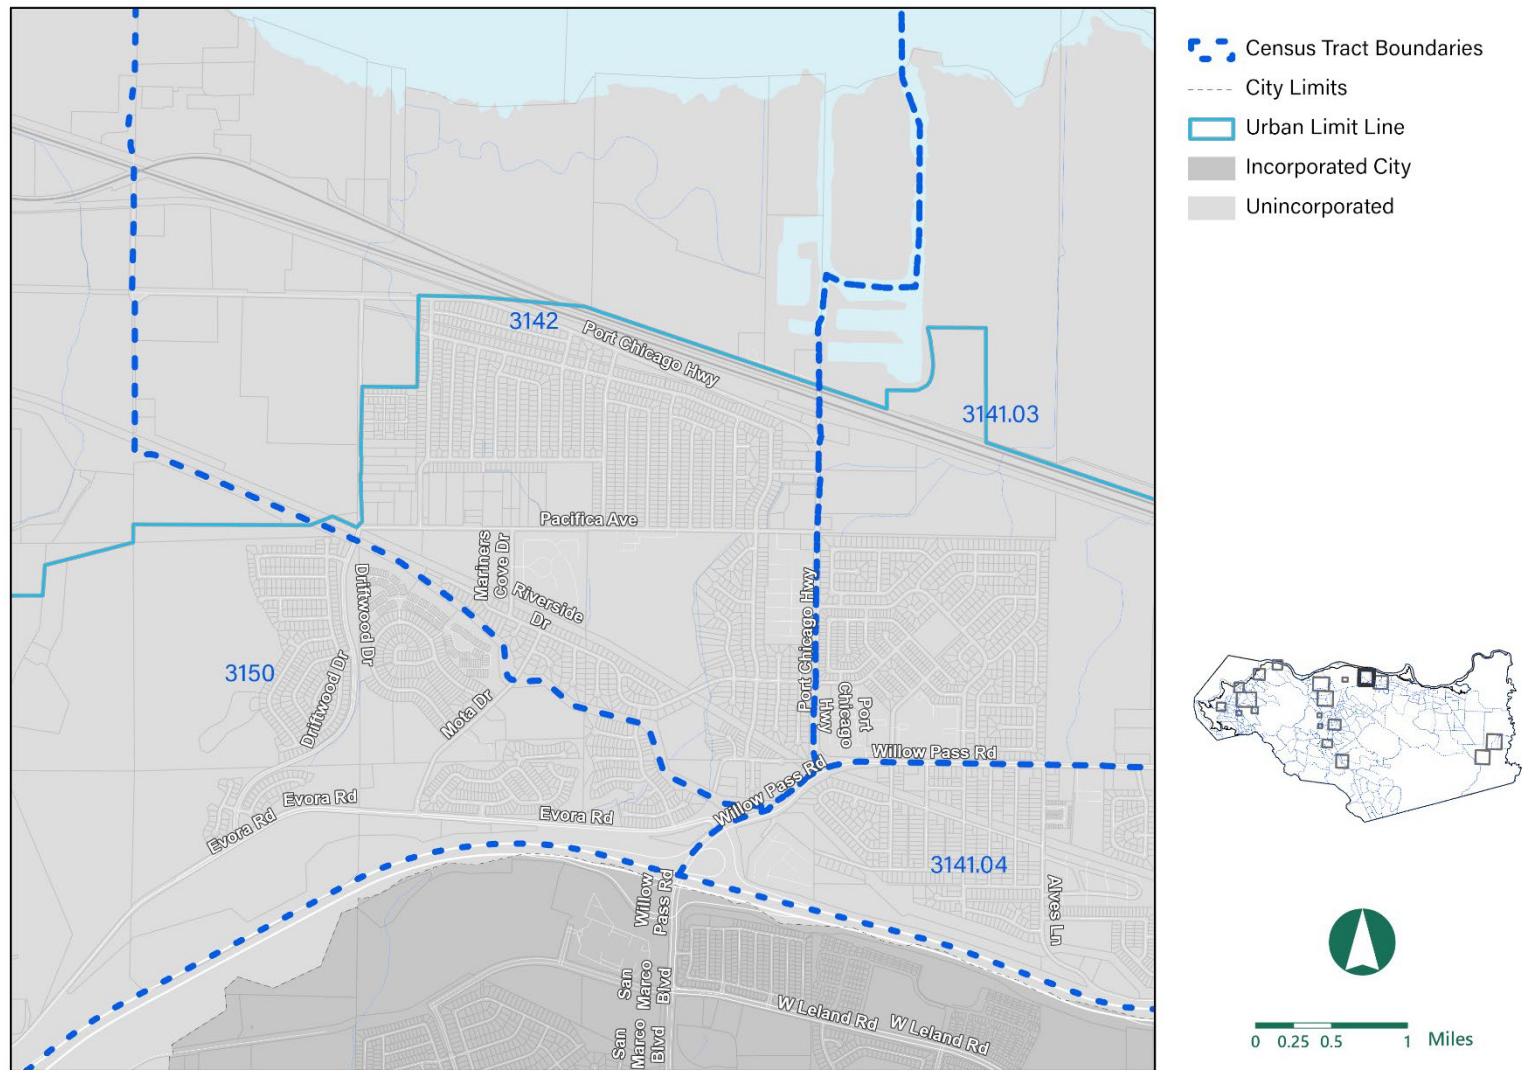 Census Tract Boundaries
City Limits
Urban Limit Line
Incorporated City
Unincorporated
3142
Port Chicago Hwy
3141.03
Pacifica Ave
Mariners
Cove Dr
Riverside
Dr
Driftwood Dr
Port Chicago Hwy
3150
Driftwood Dr
Mota Dr
Port
Chicago
Hwy
Willow Pass Rd
Willow Pass Rd
Evora Rd
Evora Rd
Evora Rd
3141.04
Willow
Pass Rd
Alves Ln
San
Marco
Blvd
W Leland Rd
W Leland Rd
San
Marco
Blvd
0 0.25 0.5 1 Miles